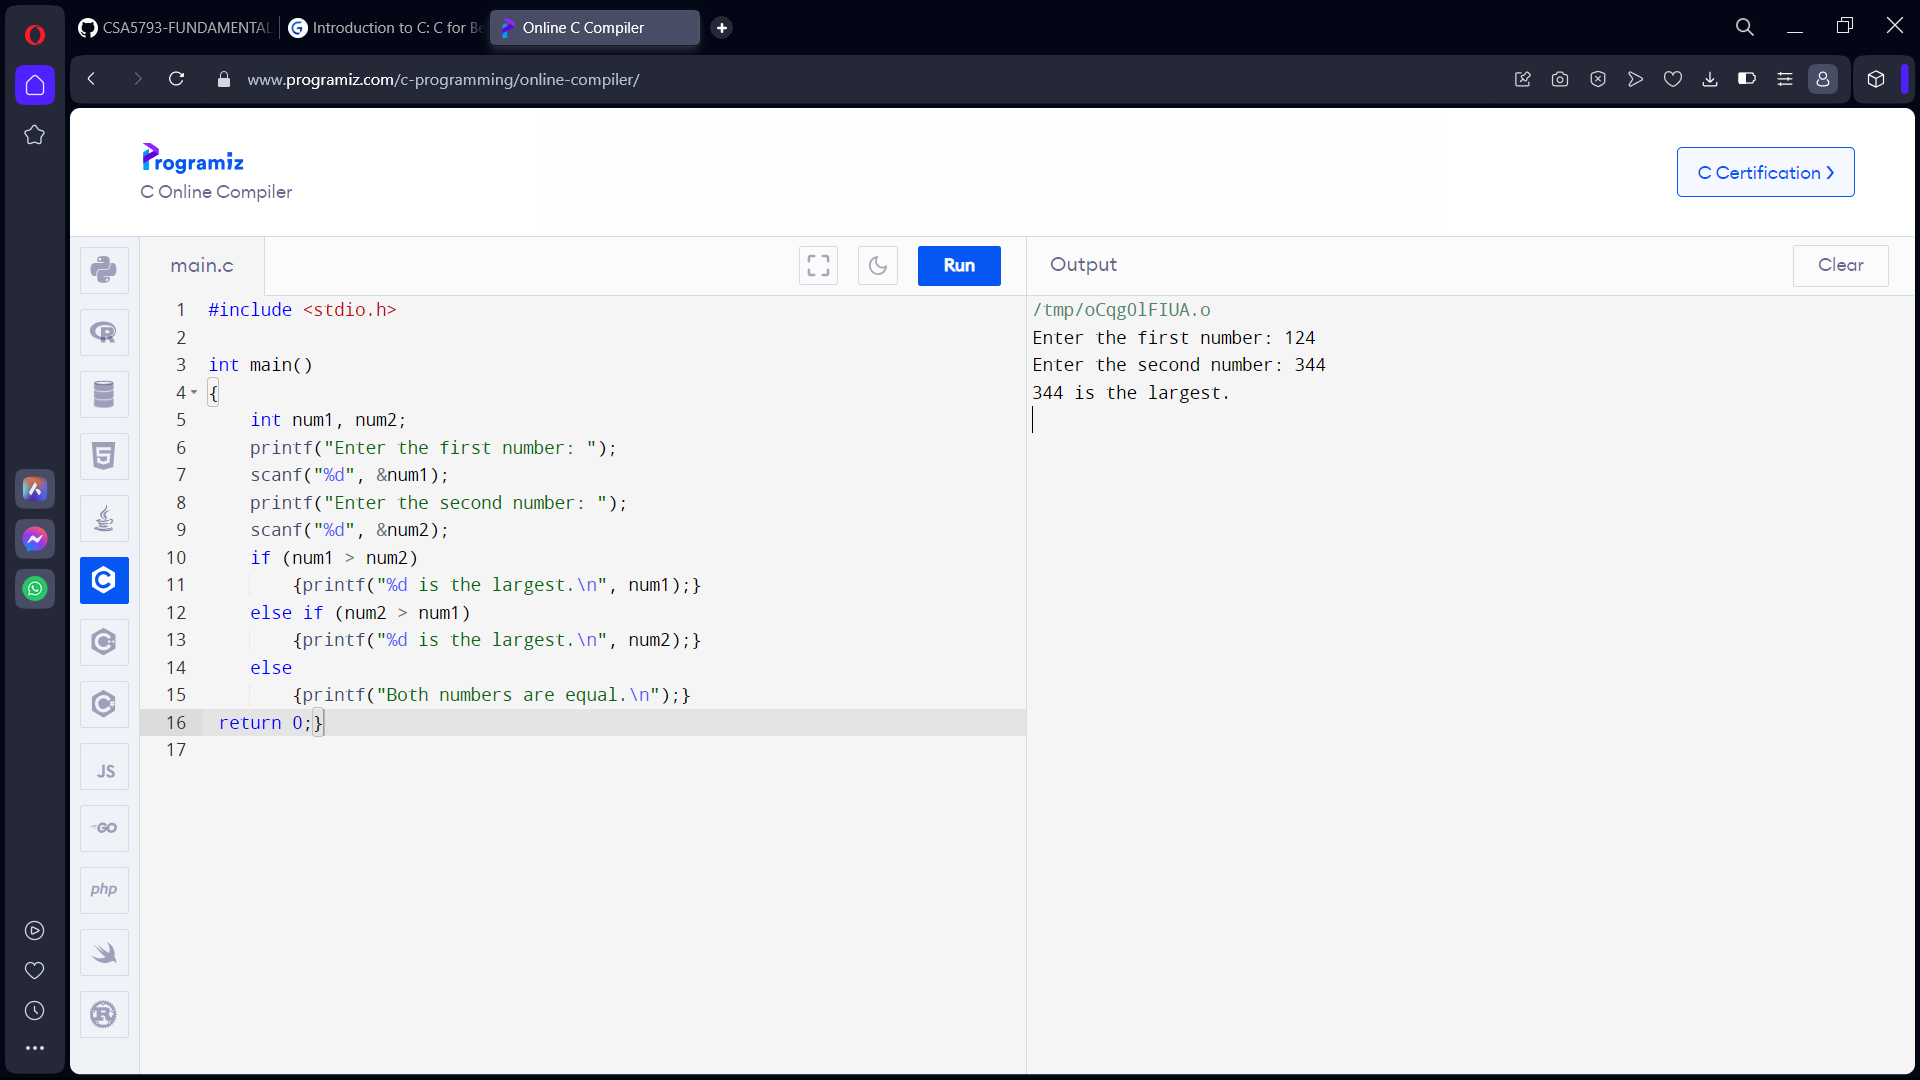 CSA5793-FUNDAMENTAL
Introduction to C: C for Be
Online C Compiler
www.programiz.com/c-programming/online-compiler/
Programiz
C Online Compiler
C Certification
main.c
Run
Output
Clear
1 #include <stdio.h>
2
3 int main()
4 {
5     int num1, num2;
6     printf("Enter the first number: ");
7     scanf("%d", &num1);
8     printf("Enter the second number: ");
9     scanf("%d", &num2);
10     if (num1 > num2)
11         {printf("%d is the largest.\n", num1);}
12     else if (num2 > num1)
13         {printf("%d is the largest.\n", num2);}
14     else
15         {printf("Both numbers are equal.\n");}
16  return 0;}
17
/tmp/oCqgOlFIUA.o
Enter the first number: 124
Enter the second number: 344
344 is the largest.
JS
GO
php